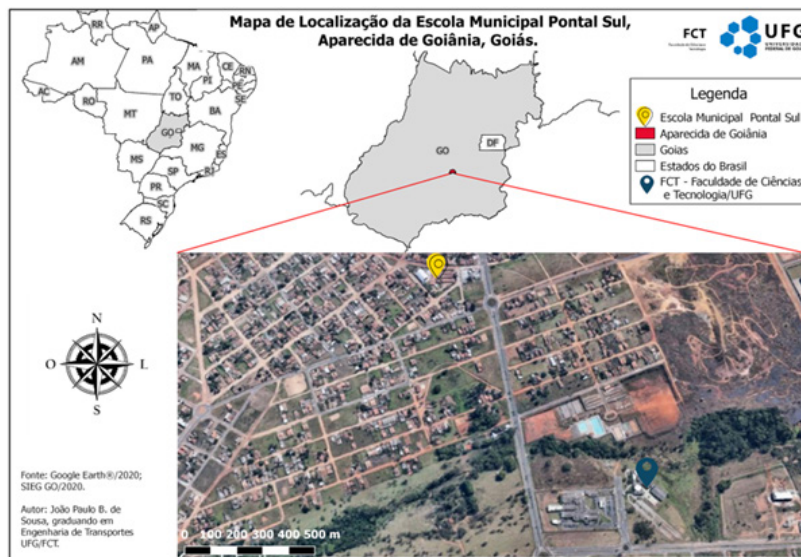 Mapa de Localização da Escola Municipal Pontal Sul,
Aparecida de Goiânia, Goiás.
FCT
UFG
Legenda
Escola Municipal Pontal Sul
Aparecida de Goiânia
Goias
Estados do Brasil
FCT - Faculdade de Ciências
e Tecnologia/UFG
RR
AP
AM
PA
MA
CE
RN
PI
PE
SE
AC
RO
TO
BA
MT
GO
MG
ES
MS
SP
RJ
PR
SC
RS
GO
DF
N
O
L
S
Fonte: Google Earth®/2020;
SIEG GO/2020.
Autor: João Paulo B. de
Sousa, graduando em
Engenharia de Transportes
UFG/FCT.
0 100 200 300 400 500 m